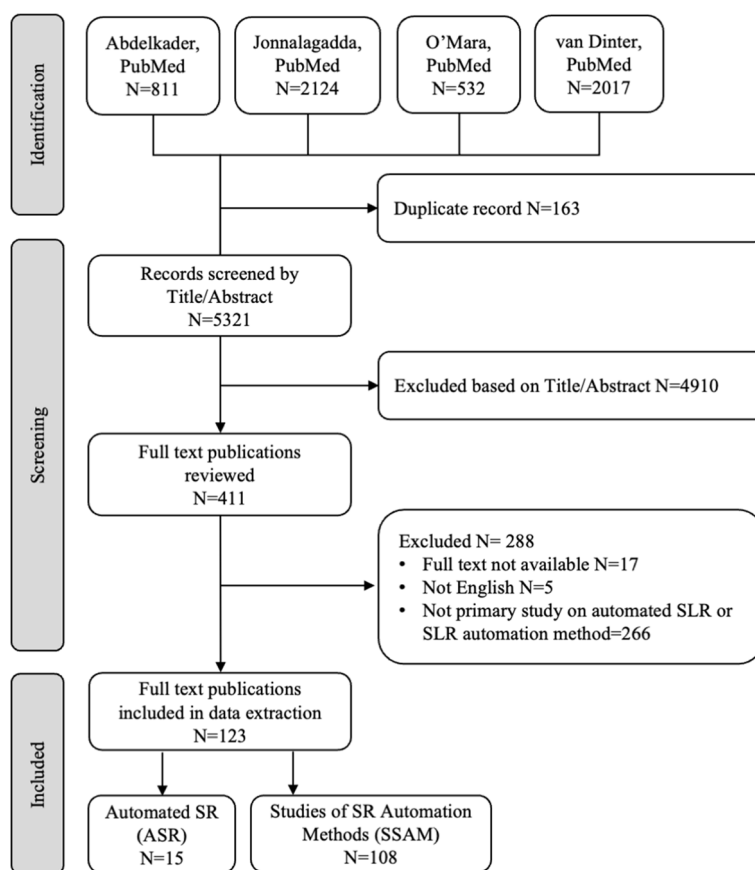 Identification
Abdelkader,
PubMed
N=811
Jonnalagadda,
PubMed
N=2124
O’Mara,
PubMed
N=532
van Dinter,
PubMed
N=2017
Duplicate record N=163
Screening
Records screened by
Title/Abstract
N=5321
Excluded based on Title/Abstract N=4910
Full text publications
reviewed
N=411
Excluded N= 288
• Full text not available N=17
• Not English N=5
• Not primary study on automated SLR or
SLR automation method=266
Included
Full text publications
included in data extraction
N=123
Automated SR
(ASR)
N=15
Studies of SR Automation
Methods (SSAM)
N=108